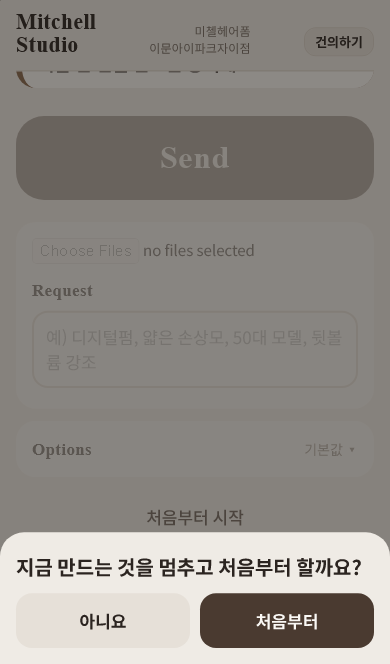 Mitchell
Studio
미젤헤어폼
이문아이파크자이점
건의하기
Send
Choose Files no files selected
Request
예) 디지털펌, 얇은 손상모, 50대 모델, 뒷볼
륨 강조
Options
기본값 ▾
처음부터 시작
지금 만드는 것을 멈추고 처음부터 할까요?
아니요
처음부터